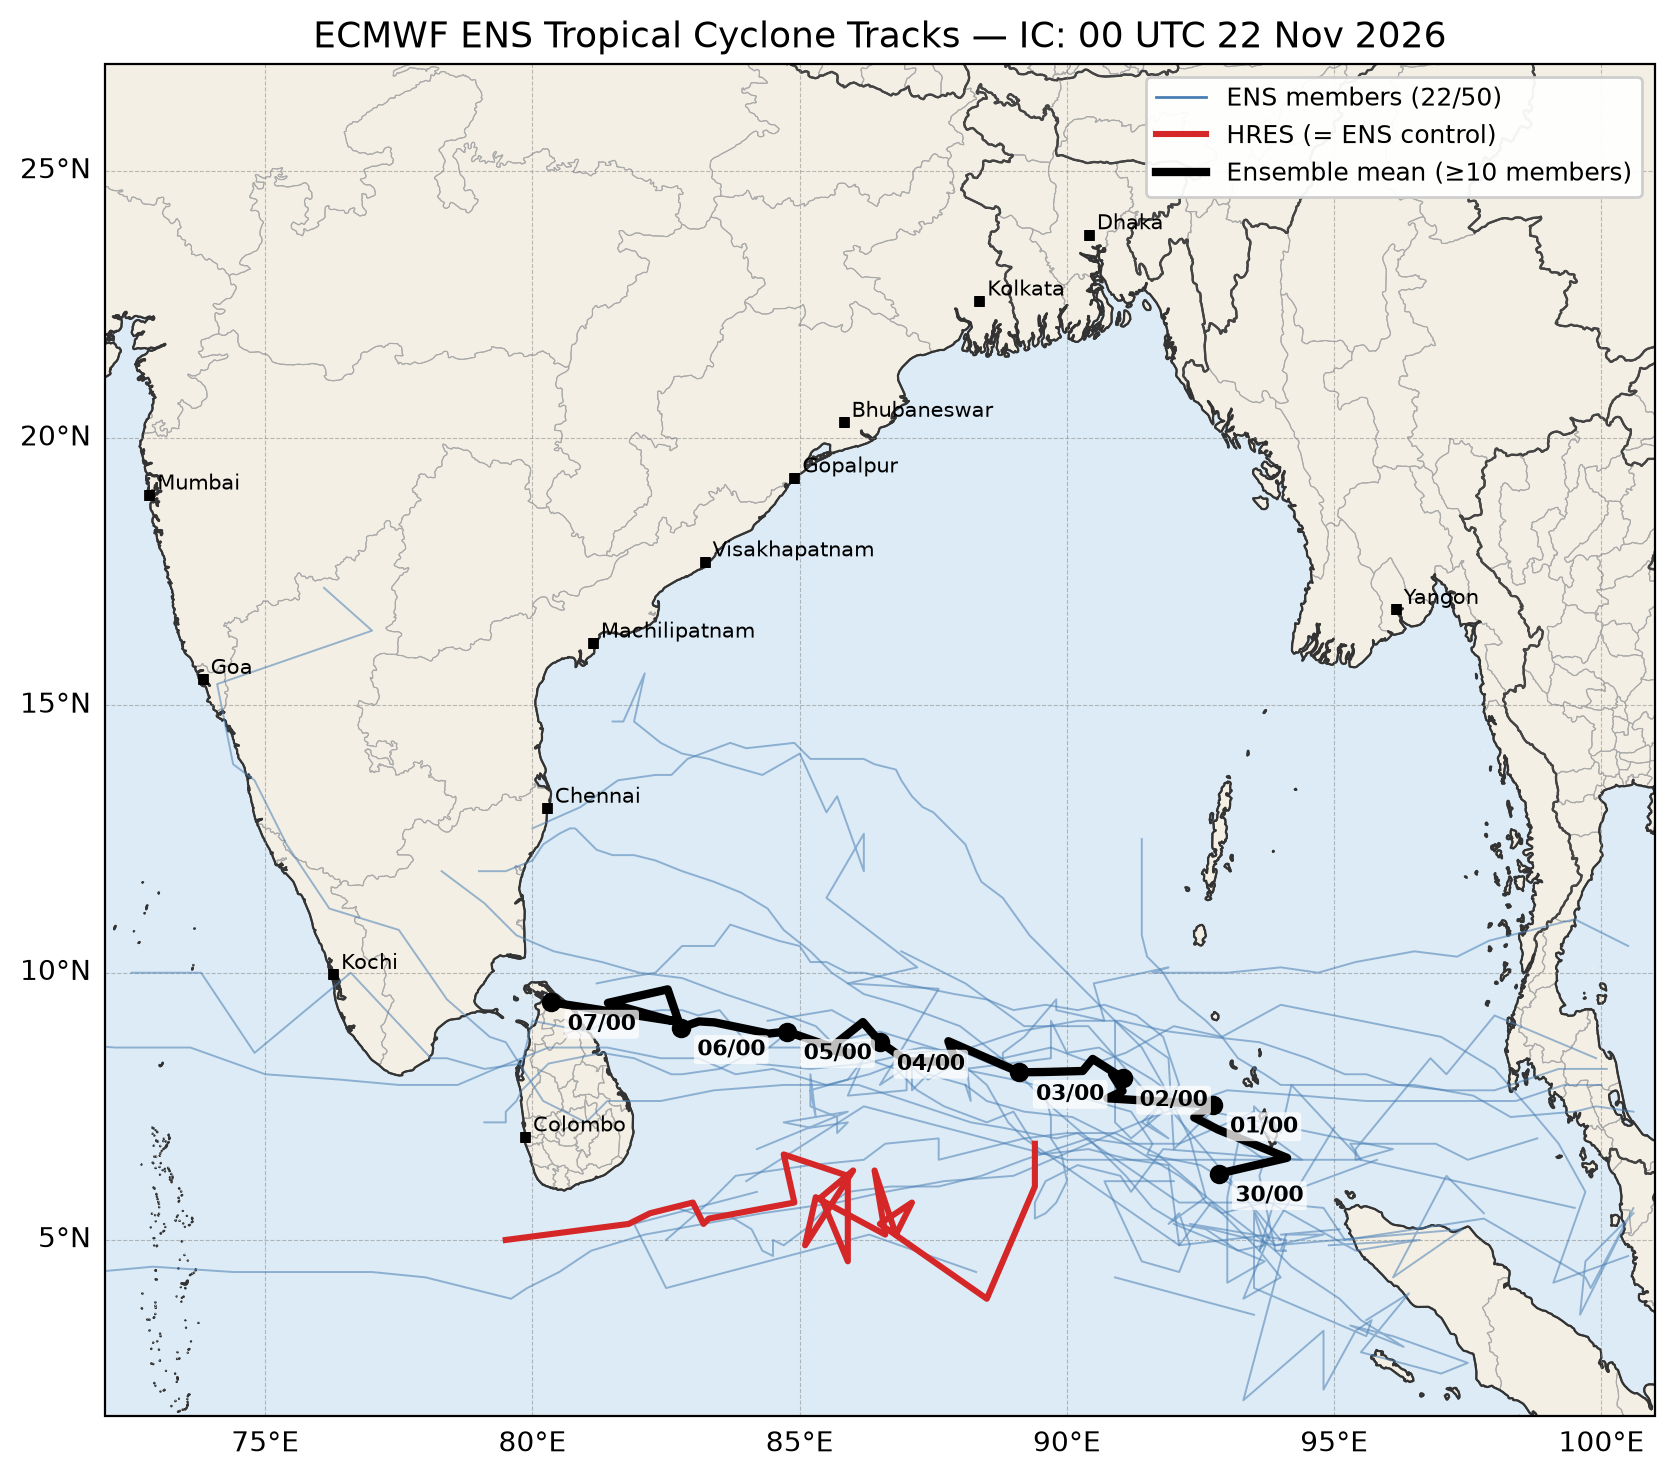 ECMWF ENS Tropical Cyclone Tracks — IC: 00 UTC 22 Nov 2026
ENS members (22/50)
HRES (= ENS control)
Ensemble mean (≥10 members)
25°N
20°N
15°N
10°N
5°N
Dhaka
Kolkata
Bhubaneswar
Gopalpur
Mumbai
Visakhapatnam
Yangon
Machilipatnam
Goa
Chennai
Kochi
Colombo
07/00
06/00
05/00
04/00
03/00
02/00
01/00
30/00
75°E
80°E
85°E
90°E
95°E
100°E